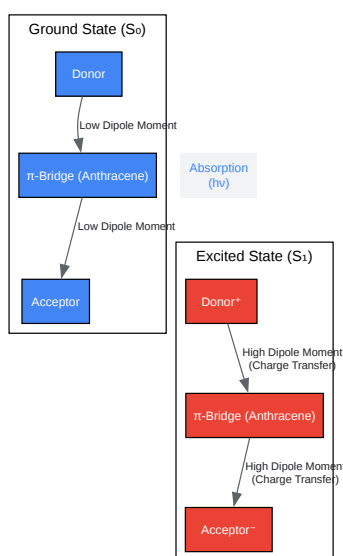 Ground State (S₀)
Donor
Low Dipole Moment
π-Bridge (Anthracene)
Low Dipole Moment
Acceptor
Absorption
(hν)
Excited State (S₁)
Donor⁺
High Dipole Moment
(Charge Transfer)
π-Bridge (Anthracene)
High Dipole Moment
(Charge Transfer)
Acceptor⁻